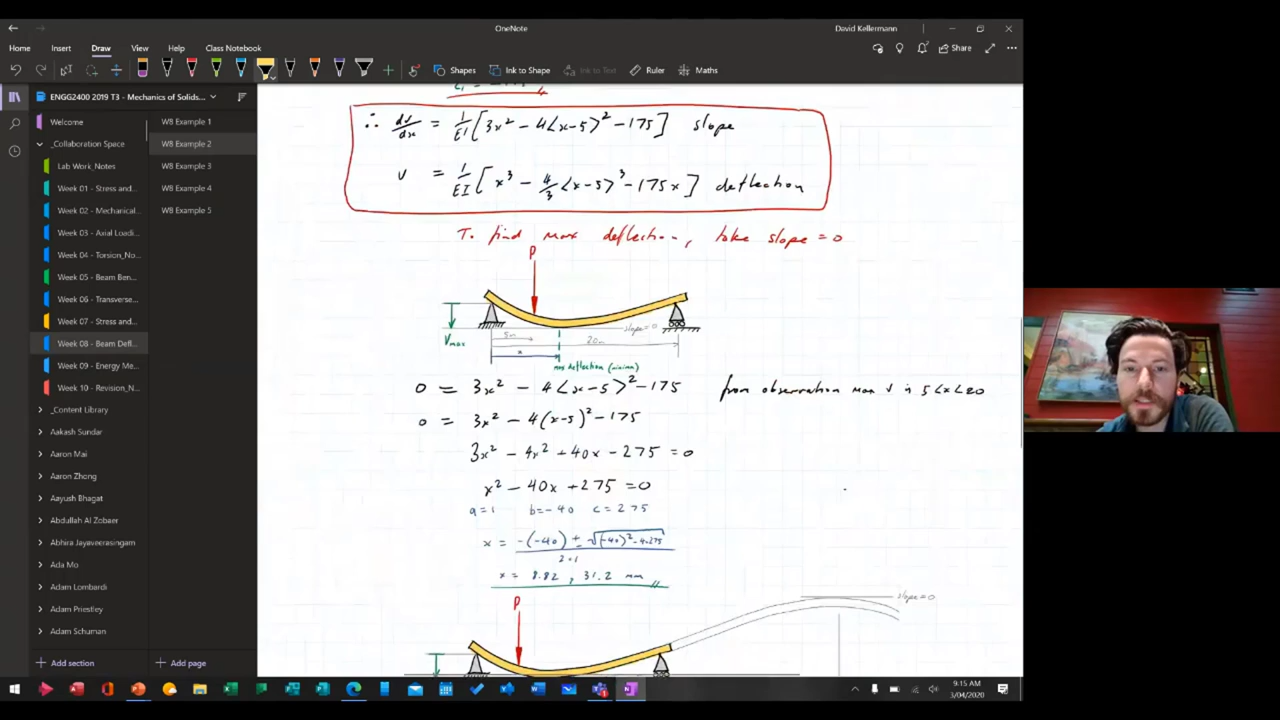 OneNote
David Kellermann
Home Insert Draw View Help Class Notebook
Share
Shapes Ink to Shape Ink to Text Ruler Maths
ENGG2400 2019 T3 - Mechanics of Solids...
Welcome
_Collaboration Space
Lab Work_Notes
Week 01 - Stress and...
Week 02 - Mechanical...
Week 03 - Axial Loadi...
Week 04 - Torsion_No...
Week 05 - Beam Ben...
Week 06 - Transverse...
Week 07 - Stress and...
Week 08 - Beam Defl...
Week 09 - Energy Me...
Week 10 - Revision_N...
_Content Library
Aakash Sundar
Aaron Mai
Aaron Zhong
Aayush Bhagat
Abdullah Al Zobaer
Abhira Jayaveerasingam
Ada Mo
Adam Lombardi
Adam Priestley
Adam Schuman
Add section
W8 Example 1
W8 Example 2
W8 Example 3
W8 Example 4
W8 Example 5
Add page
∴ dv/dx = 1/EI [3x² - 4<x-5>² - 175] slope
v = 1/EI [x³ - 4/3 <x-5>³ - 175x] deflection
To find max deflection, take slope = 0
P
Vmax
slope=0
5m
20m
x
max deflection (minimum)
0 = 3x² - 4<x-5>² - 175 from observation max v is 5<x<20
0 = 3x² - 4(x-5)² - 175
3x² - 4x² + 40x - 275 = 0
x² - 40x + 275 = 0
a=1 b=-40 c=275
x = -(-40) ± √(-40)² - 4·275
2·1
x = 8.82, 31.2 mm
P
slope=0
9:15 AM
3/04/2020